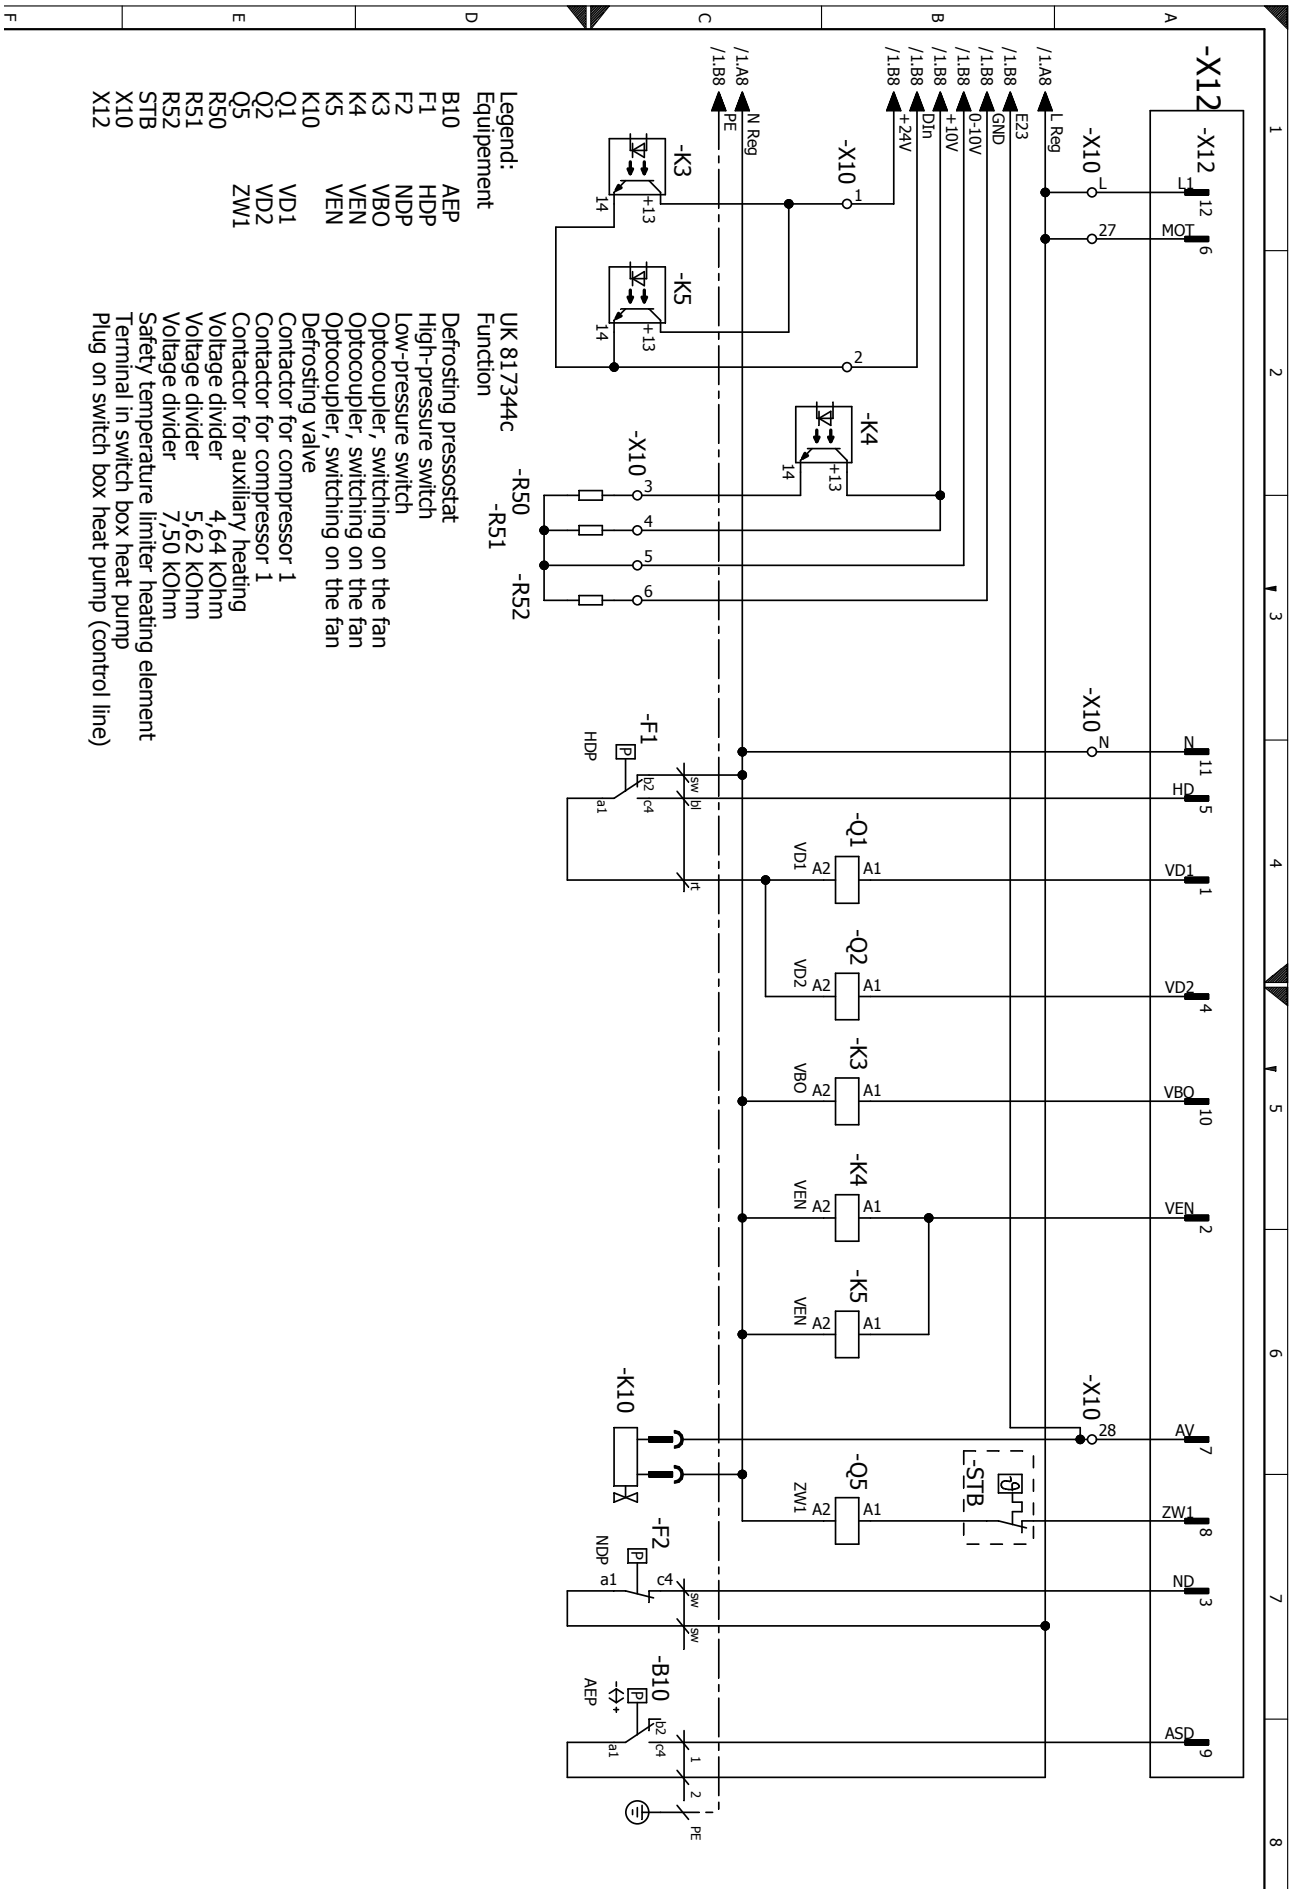 1
2
3
4
5
6
7
8
A
B
C
D
E
F
-X12
-X12
L1
12
MOT
6
N
11
HD
5
VD1
1
VD2
4
VBO
10
VEN
2
AV
7
ZW1
8
ND
3
ASD
9
-X10
L
27
-X10
N
-X10
28
/1.A8
L Reg
/1.B8
E23
/1.B8
GND
/1.B8
0-10V
/1.B8
+10V
/1.B8
DIn
/1.B8
+24V
/1.A8
N Reg
/1.B8
PE
-X10
1
2
-K3
+13
14
-K5
+13
14
-K4
+13
14
-X10
3
4
5
6
-R50
-R51
-R52
-F1
P
HDP
b2
c4
a1
sw
bl
rt
-Q1
A1
A2
VD1
-Q2
A1
A2
VD2
-K3
A1
A2
VBO
-K4
A1
A2
VEN
-K5
A1
A2
VEN
-K10
-STB
-Q5
A1
A2
ZW1
-F2
P
NDP
a1
c4
sw
sw
-B10
P
AEP
b2
c4
a1
1
2
PE
Legend: UK 817344c
Equipement Function
B10 AEP Defrosting pressostat
F1 HDP High-pressure switch
F2 NDP Low-pressure switch
K3 VBO Optocoupler, switching on the fan
K4 VEN Optocoupler, switching on the fan
K5 VEN Optocoupler, switching on the fan
K10 Defrosting valve
Q1 VD1 Contactor for compressor 1
Q2 VD2 Contactor for compressor 1
Q5 ZW1 Contactor for auxiliary heating
R50 Voltage divider 4,64 kOhm
R51 Voltage divider 5,62 kOhm
R52 Voltage divider 7,50 kOhm
STB Safety temperature limiter heating element
X10 Terminal in switch box heat pump
X12 Plug on switch box heat pump (control line)